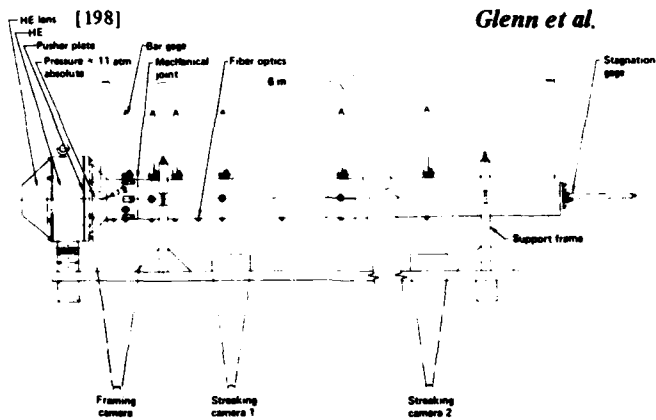 [198]
Glenn et al.
HE lens
HE
Pusher plate
Pressure ≈ 11 atm
absolute
Bar gage
Mechanical
joint
Fiber optics
6 m
Stagnation
gage
Support frame
Framing
camera
Streaking
camera 1
Streaking
camera 2